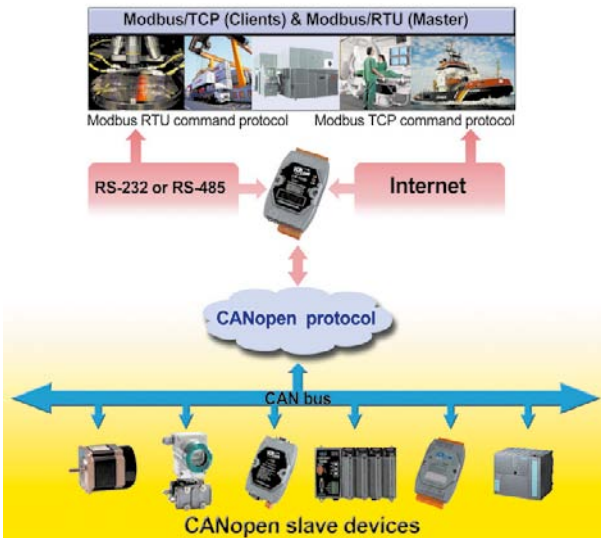 Modbus/TCP (Clients) & Modbus/RTU (Master)
Modbus RTU command protocol
Modbus TCP command protocol
RS-232 or RS-485
Internet
CANopen protocol
CAN bus
CANopen slave devices